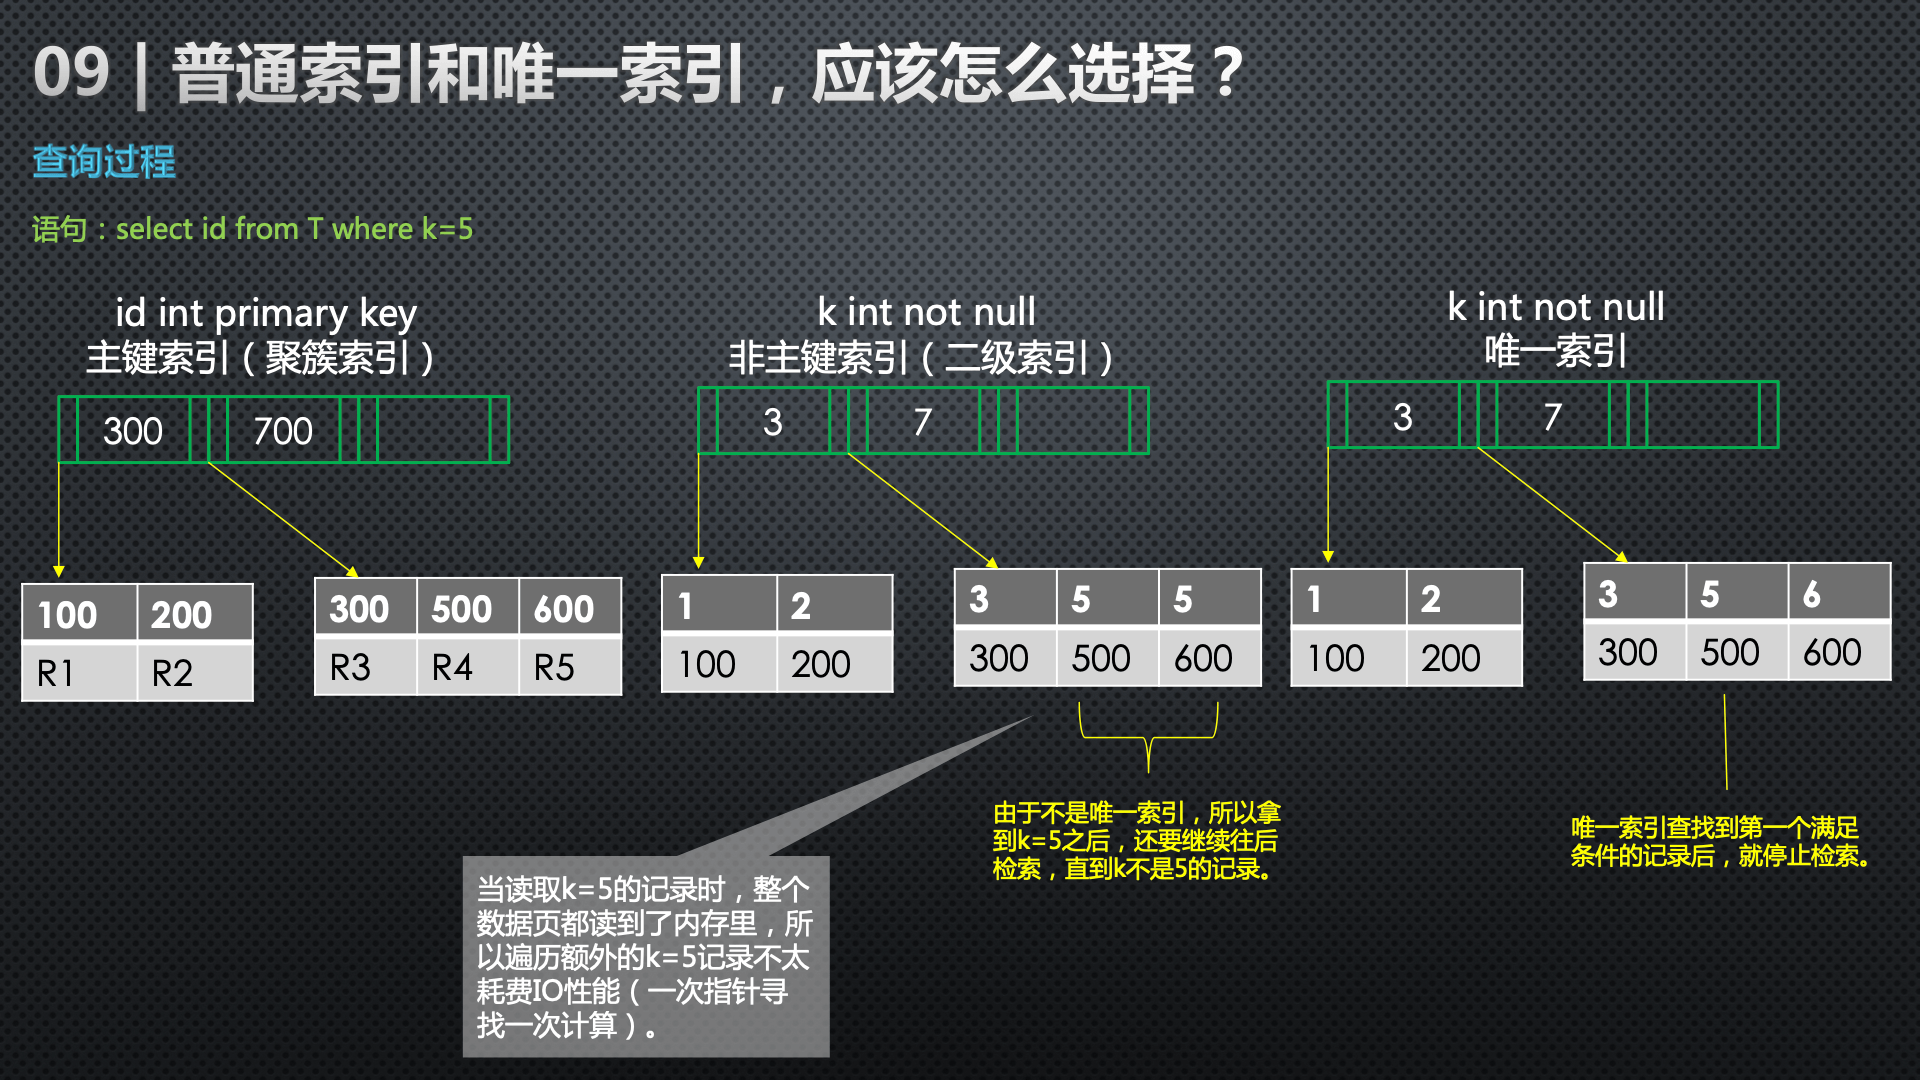 09 | 普通索引和唯一索引，应该怎么选择？
查询过程
语句：select id from T where k=5
id int primary key
主键索引（聚簇索引）
300 700
100 200
R1 R2
300 500 600
R3 R4 R5
k int not null
非主键索引（二级索引）
3 7
1 2
100 200
3 5 5
300 500 600
由于不是唯一索引，所以拿
到k=5之后，还要继续往后
检索，直到k不是5的记录。
当读取k=5的记录时，整个
数据页都读到了内存里，所
以遍历额外的k=5记录不太
耗费IO性能（一次指针寻
找一次计算）。
k int not null
唯一索引
3 7
1 2
100 200
3 5 6
300 500 600
唯一索引查找到第一个满足
条件的记录后，就停止检索。